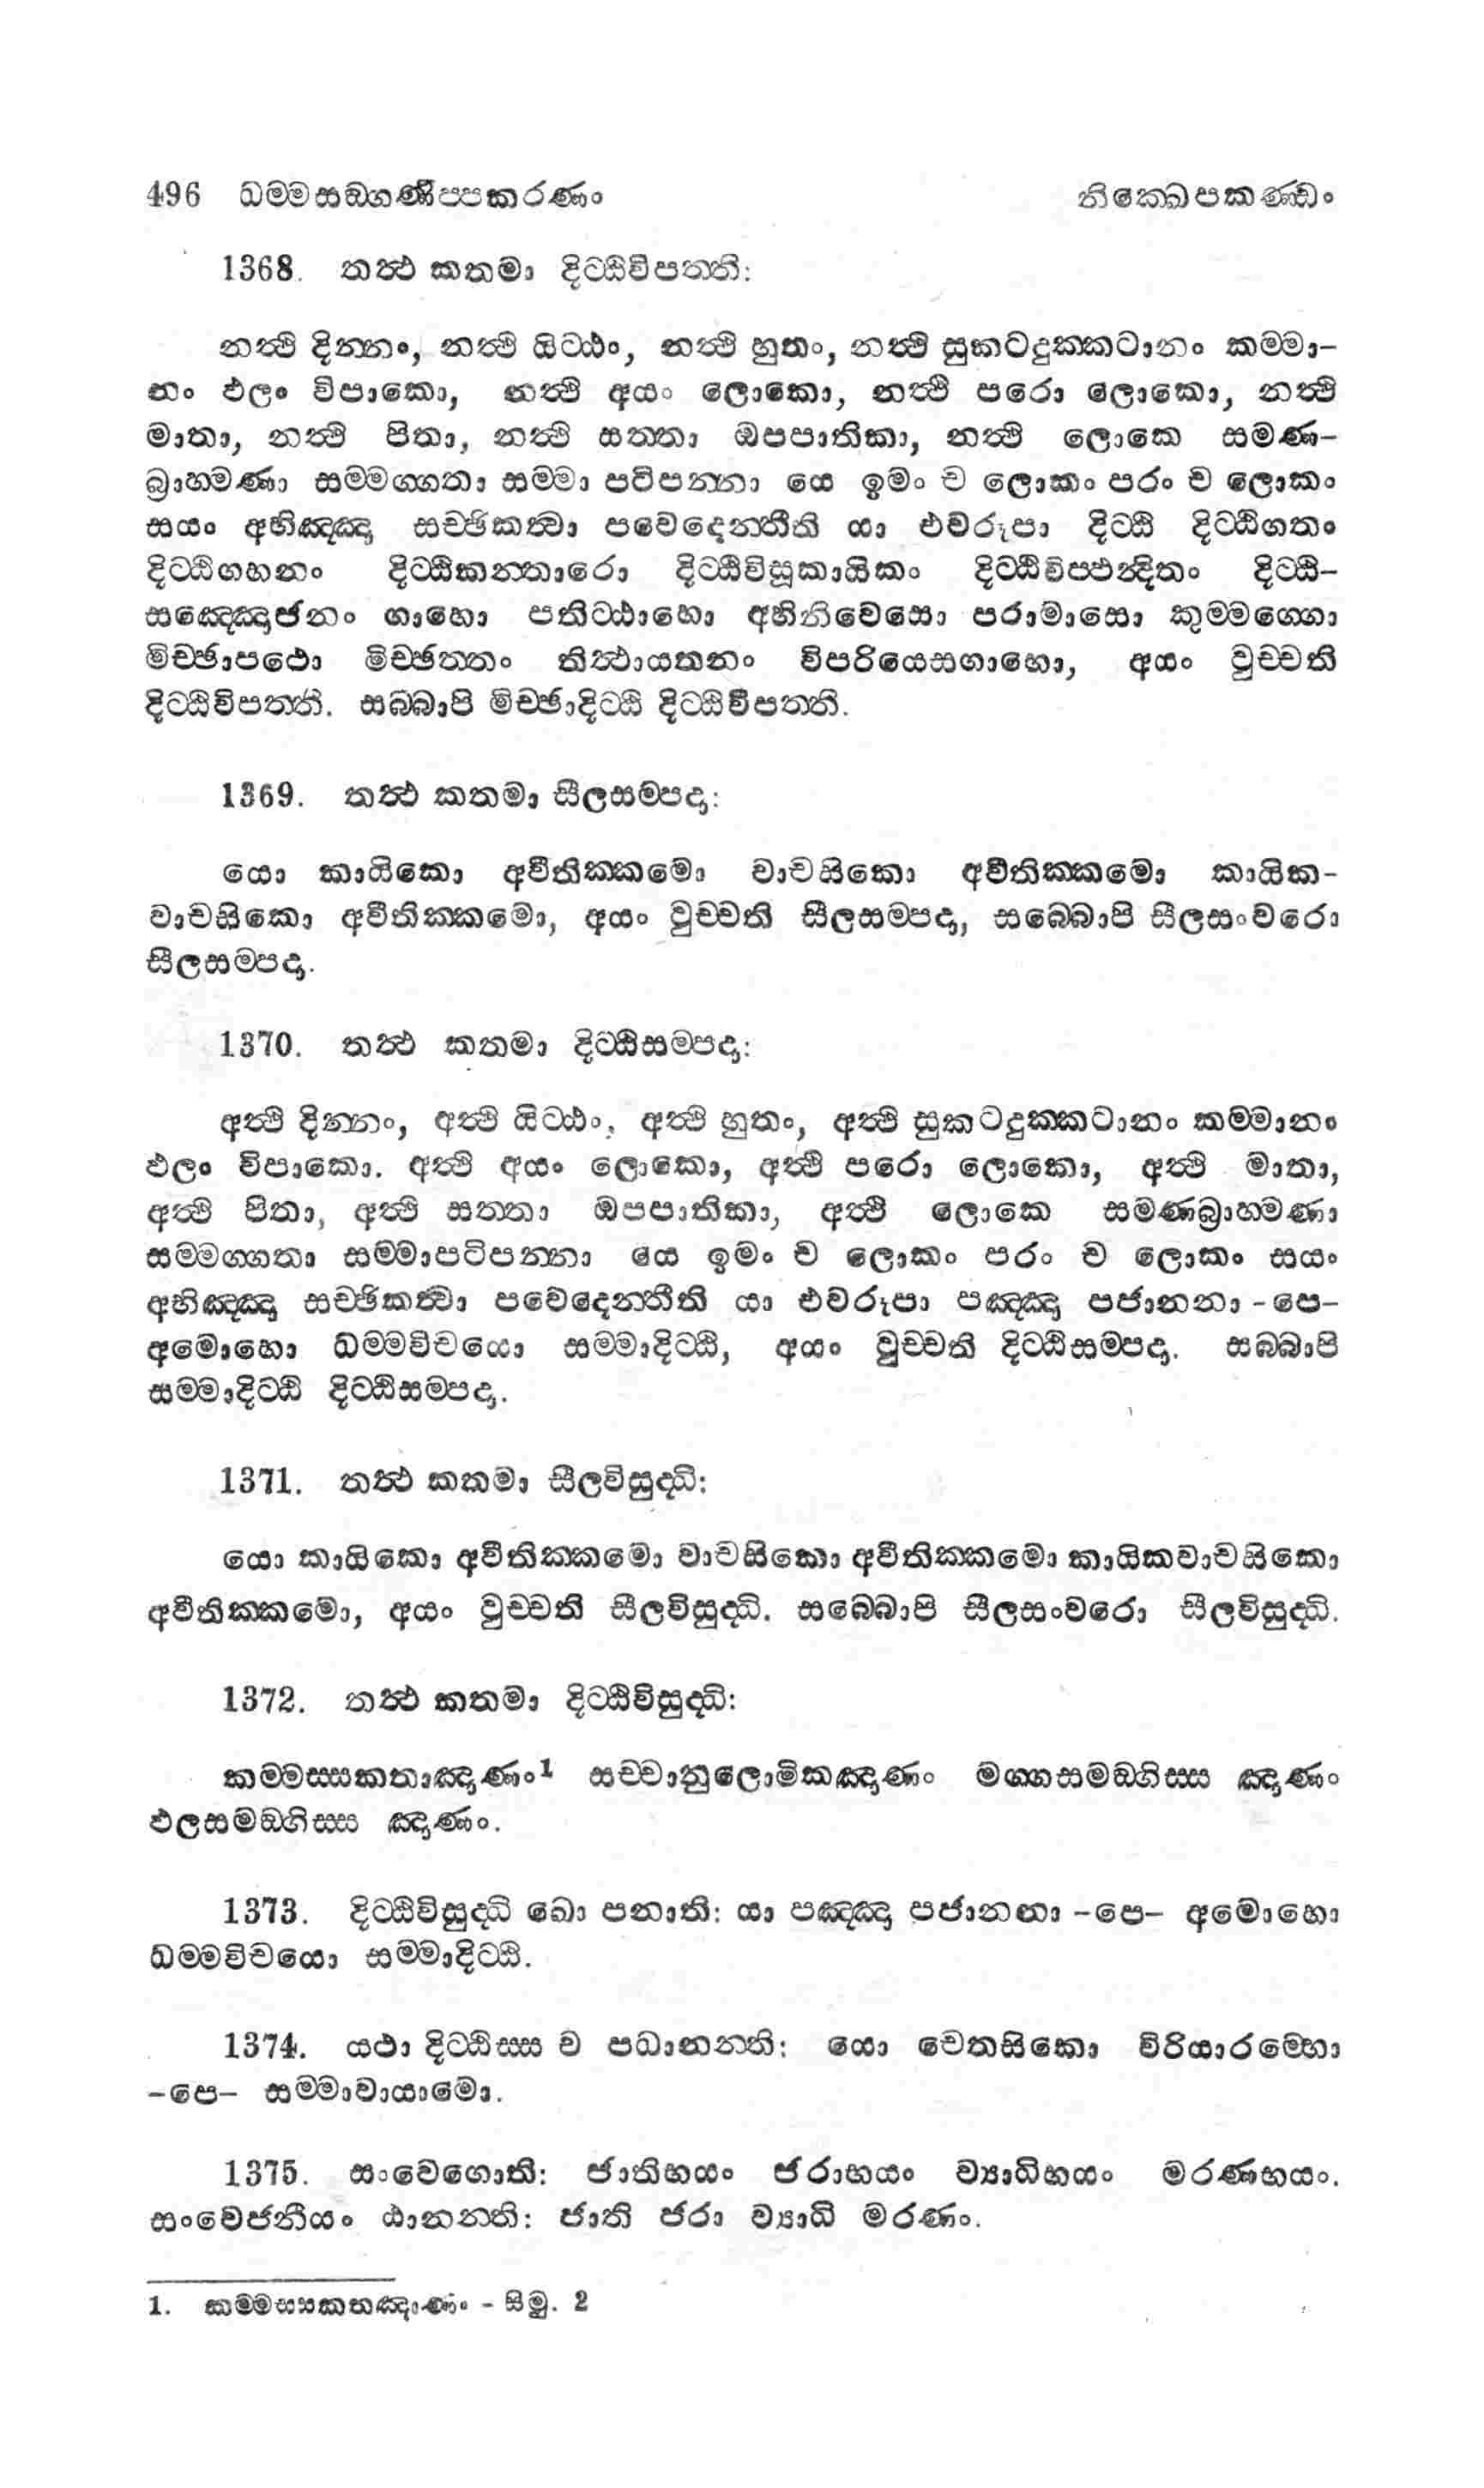 496 ධම්මසඞ්ගණිප්පකරණං නික්ඛෙපකණ්ඩං
1368. තත්ථ කතමා දිට්ඨිවිපත්ති:
නත්ථි දින්නං, නත්ථි යිට්ඨං, නත්ථි හුතං, නත්ථි සුකටදුක්කටානං කම්මා-
නං ඵලං විපාකො, නත්ථි අයං ලොකො, නත්ථි පරො ලොකො, නත්ථි
මාතා, නත්ථි පිතා, නත්ථි සත්තා ඔපපාතිකා, නත්ථි ලොකෙ සමණ-
බ්‍රාහ්මණා සම්මග්ගතා සම්මා පටිපන්නා යෙ ඉමං ච ලොකං පරං ච ලොකං
සයං අභිඤ්ඤා සච්ඡිකත්වා පවෙදෙන්තීති යා එවරූපා දිට්ඨි දිට්ඨිගතං
දිට්ඨිගහනං දිට්ඨිකන්තාරො දිට්ඨිවිසූකායිකං දිට්ඨිවිප්ඵන්දිතං දිට්ඨි-
සඤ්ඤොජනං ගාහො පතිට්ඨාහො අභිනිවෙසො පරාමාසො කුම්මග්ගො
මිච්ඡාපථො මිච්ඡත්තං තිත්ථායතනං විපරියෙසගාහො, අයං වුච්චති
දිට්ඨිවිපත්ති. සබ්බාපි මිච්ඡාදිට්ඨි දිට්ඨිවිපත්ති.
1369. තත්ථ කතමා සීලසම්පදා:
යො කායිකො අවීතික්කමො වාචසිකො අවීතික්කමො කායික-
වාචසිකො අවීතික්කමො, අයං වුච්චති සීලසම්පදා, සබ්බොපි සීලසංවරො
සීලසම්පදා.
1370. තත්ථ කතමා දිට්ඨිසම්පදා:
අත්ථි දින්නං, අත්ථි යිට්ඨං, අත්ථි හුතං, අත්ථි සුකටදුක්කටානං කම්මානං
ඵලං විපාකො. අත්ථි අයං ලොකො, අත්ථි පරො ලොකො, අත්ථි මාතා,
අත්ථි පිතා, අත්ථි සත්තා ඔපපාතිකා, අත්ථි ලොකෙ සමණබ්‍රාහ්මණා
සම්මග්ගතා සම්මාපටිපන්නා යෙ ඉමං ච ලොකං පරං ච ලොකං සයං
අභිඤ්ඤා සච්ඡිකත්වා පවෙදෙන්තීති යා එවරූපා පඤ්ඤා පජානනා -පෙ-
අමොහො ධම්මවිචයො සම්මාදිට්ඨි, අයං වුච්චති දිට්ඨිසම්පදා. සබ්බාපි
සම්මාදිට්ඨි දිට්ඨිසම්පදා.
1371. තත්ථ කතමා සීලවිසුද්ධි:
යො කායිකො අවීතික්කමො වාචසිකො අවීතික්කමො කායිකවාචසිකො
අවීතික්කමො, අයං වුච්චති සීලවිසුද්ධි. සබ්බොපි සීලසංවරො සීලවිසුද්ධි.
1372. තත්ථ කතමා දිට්ඨිවිසුද්ධි:
කම්මස්සකතාඤාණං1 සච්චානුලොමිකඤාණං මග්ගසමඞ්ගිස්ස ඤාණං
ඵලසමඞ්ගිස්ස ඤාණං.
1373. දිට්ඨිවිසුද්ධි ඛො පනාති: යා පඤ්ඤා පජානනා -පෙ- අමොහො
ධම්මවිචයො සම්මාදිට්ඨි.
1374. යථා දිට්ඨිස්ස ච පධානන්ති: යො චෙතසිකො විරියාරම්භො
-පෙ- සම්මාවායාමො.
1375. සංවෙගොති: ජාතිභයං ජරාභයං ව්‍යාධිභයං මරණභයං.
සංවෙජනීයං ඨානන්ති: ජාති ජරා ව්‍යාධි මරණං.
1. කම්මස්සකතඤාණං - සීමු. 2